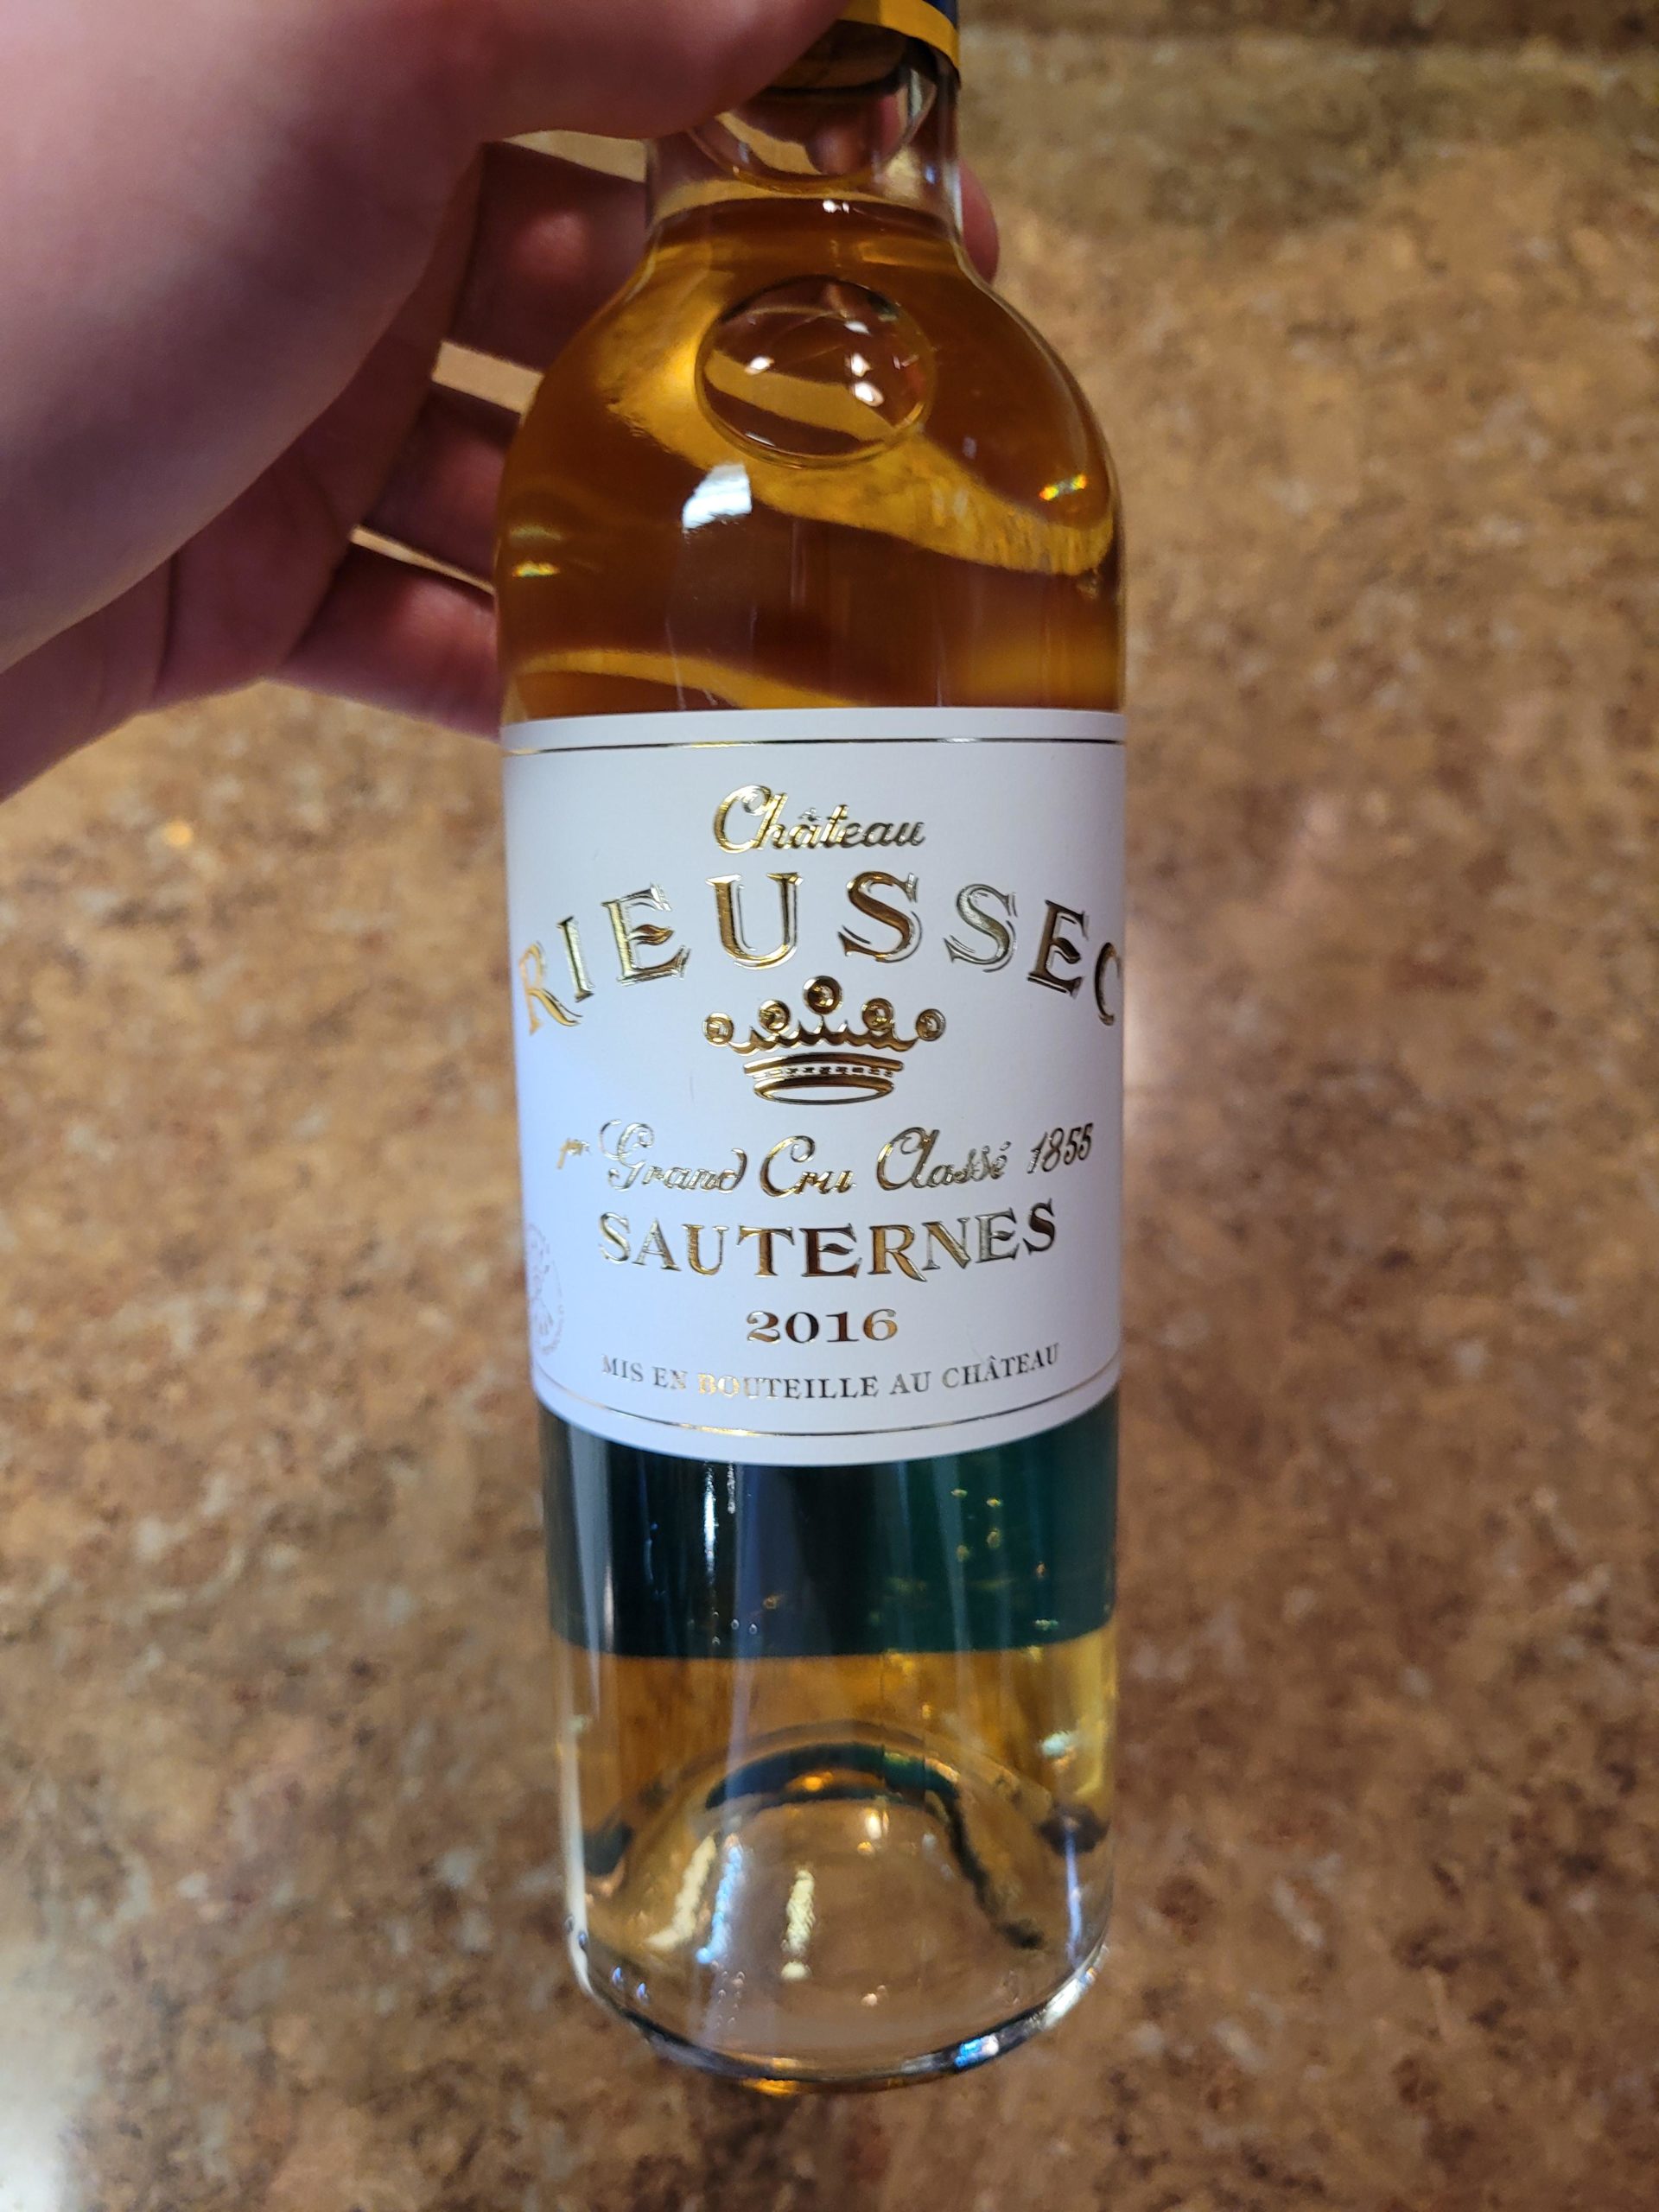 Château
RIEUSSEC
1er Grand Cru Classé 1855
SAUTERNES
2016
MIS EN BOUTEILLE AU CHÂTEAU